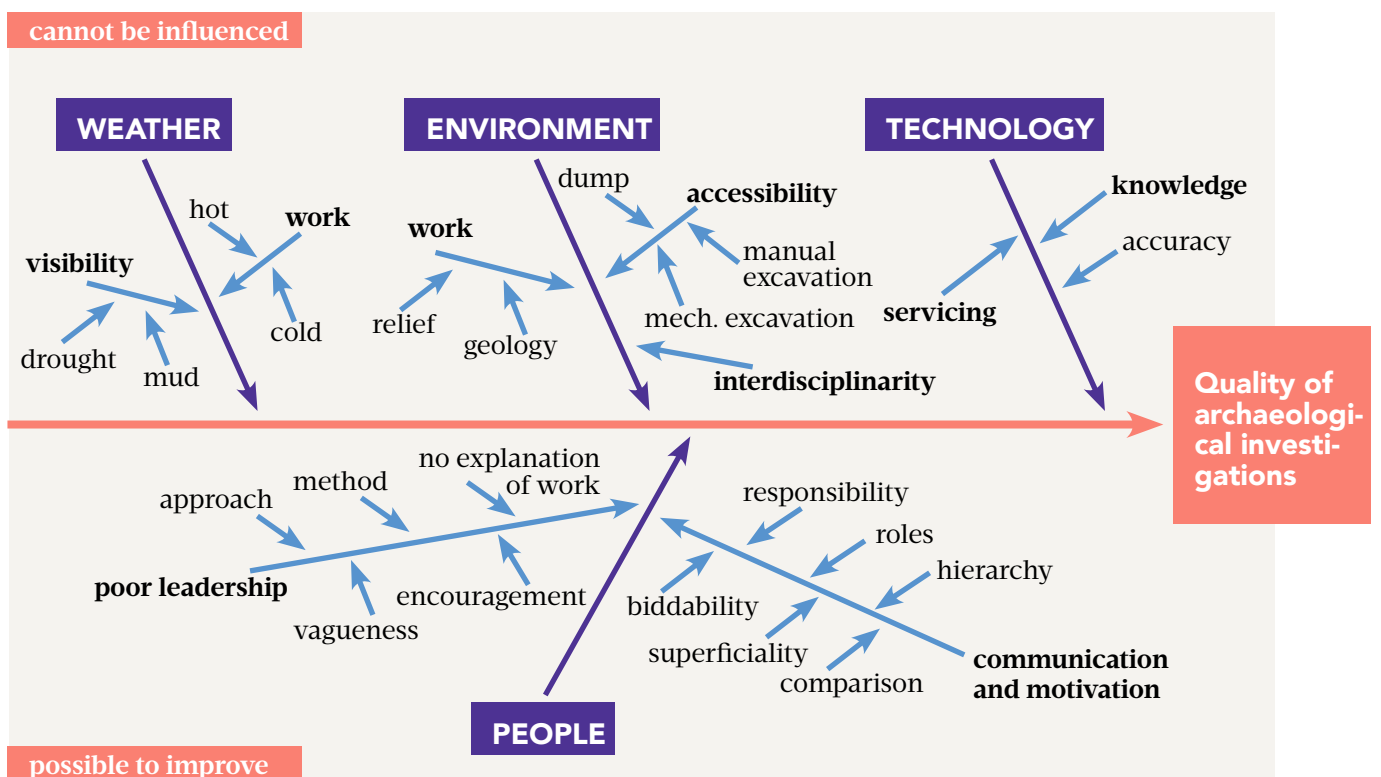 cannot be influenced
WEATHER
ENVIRONMENT
TECHNOLOGY
hot
work
visibility
drought
mud
cold
dump
accessibility
work
manual
excavation
relief
geology
mech. excavation
interdisciplinarity
knowledge
accuracy
servicing
Quality of
archaeologi-
cal investi-
gations
no explanation
of work
method
approach
poor leadership
vagueness
encouragement
responsibility
roles
hierarchy
biddability
superficiality
comparison
communication
and motivation
PEOPLE
possible to improve